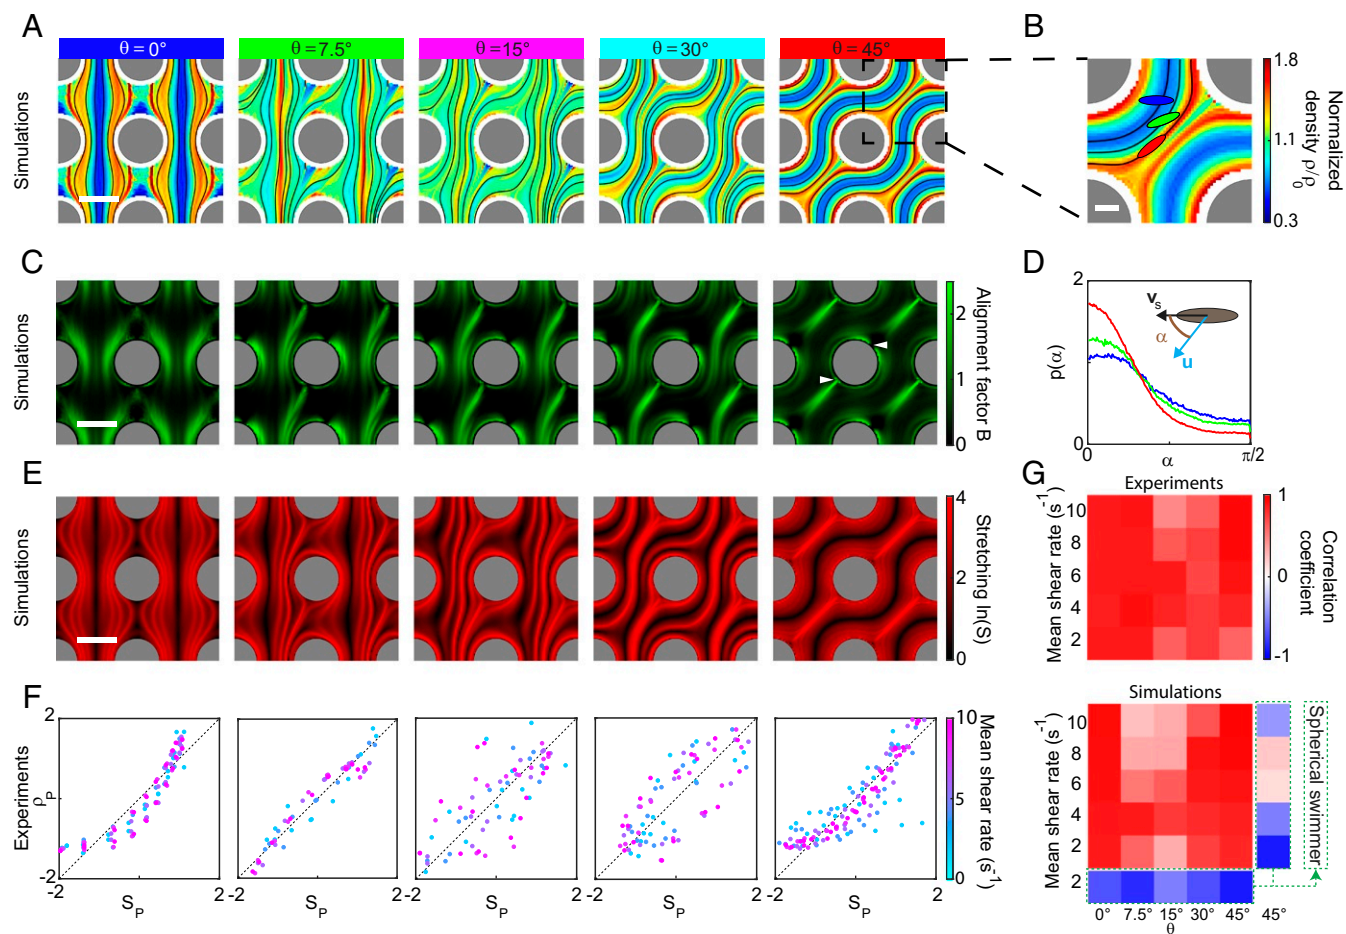 A
B
θ = 0°
θ = 7.5°
θ = 15°
θ = 30°
θ = 45°
Simulations
1.8
1.1
0.3
Normalized
density ρ/ρ0
C
D
Simulations
2
1
0
Alignment factor B
2
p(α)
0
0
α
π/2
vs
α
u
E
G
Simulations
4
2
0
Stretching ln(S)
Experiments
Mean shear rate (s-1)
10
8
6
4
2
1
0
-1
Correlation
coefficient
F
Experiments
ρP
2
-2
-2
SP
2
-2
SP
2
-2
SP
2
-2
SP
2
-2
SP
2
10
5
0
Mean shear rate (s-1)
Simulations
Mean shear rate (s-1)
10
8
6
4
2
2
0°
7.5°
15°
30°
45°
45°
θ
Spherical swimmer